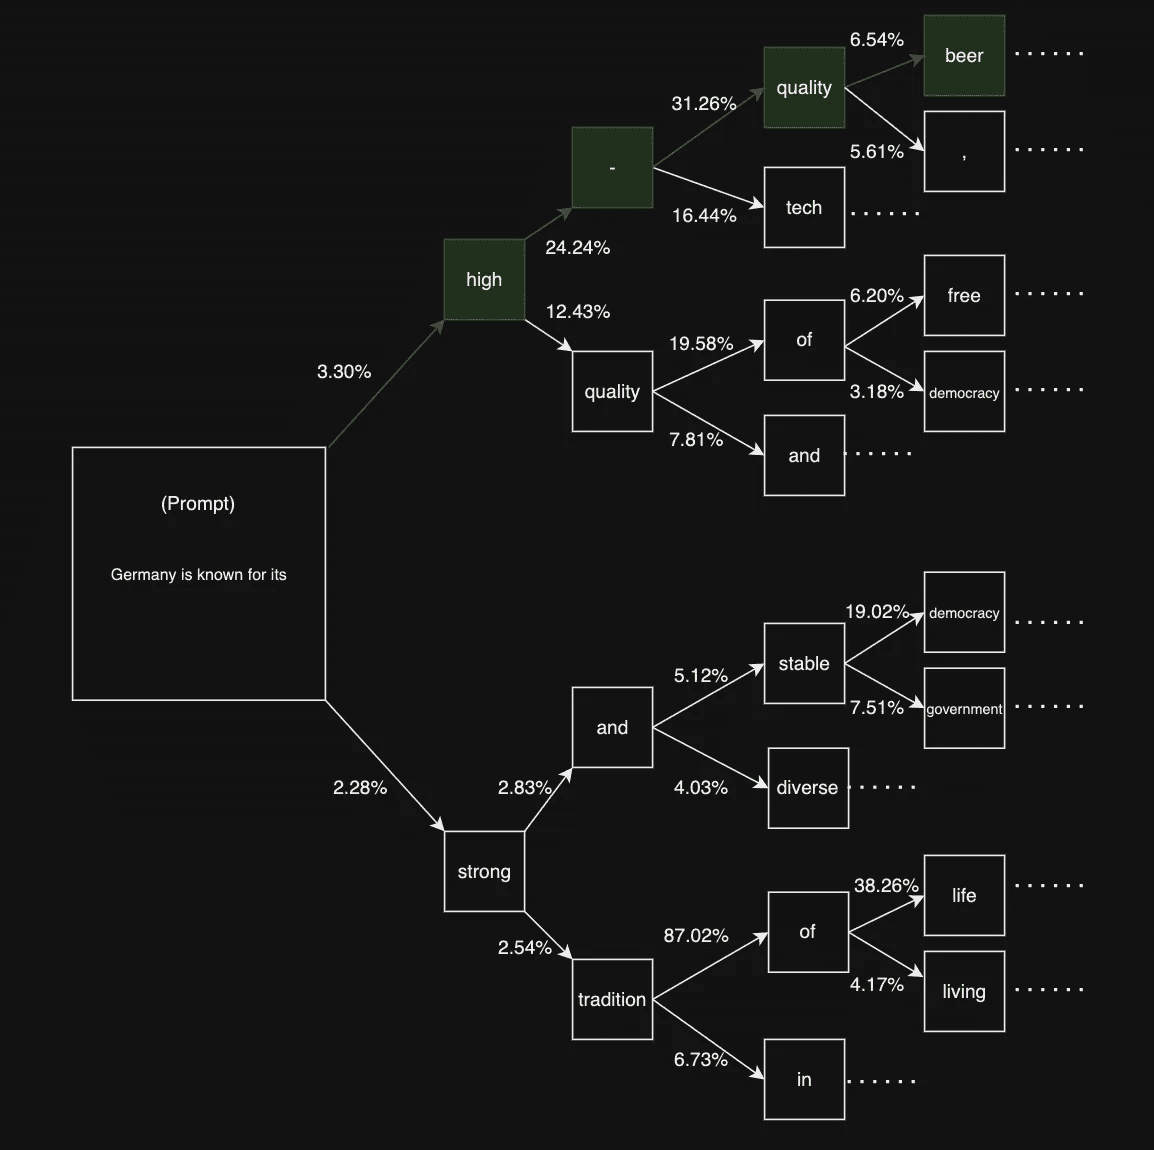 (Prompt)
Germany is known for its
3.30%
high
24.24%
-
31.26%
quality
6.54%
beer
......
5.61%
,
......
16.44%
tech
......
12.43%
quality
19.58%
of
6.20%
free
......
3.18%
democracy
......
7.81%
and
......
2.28%
strong
2.83%
and
5.12%
stable
19.02%
democracy
......
7.51%
government
......
4.03%
diverse
......
2.54%
tradition
87.02%
of
38.26%
life
......
4.17%
living
......
6.73%
in
......